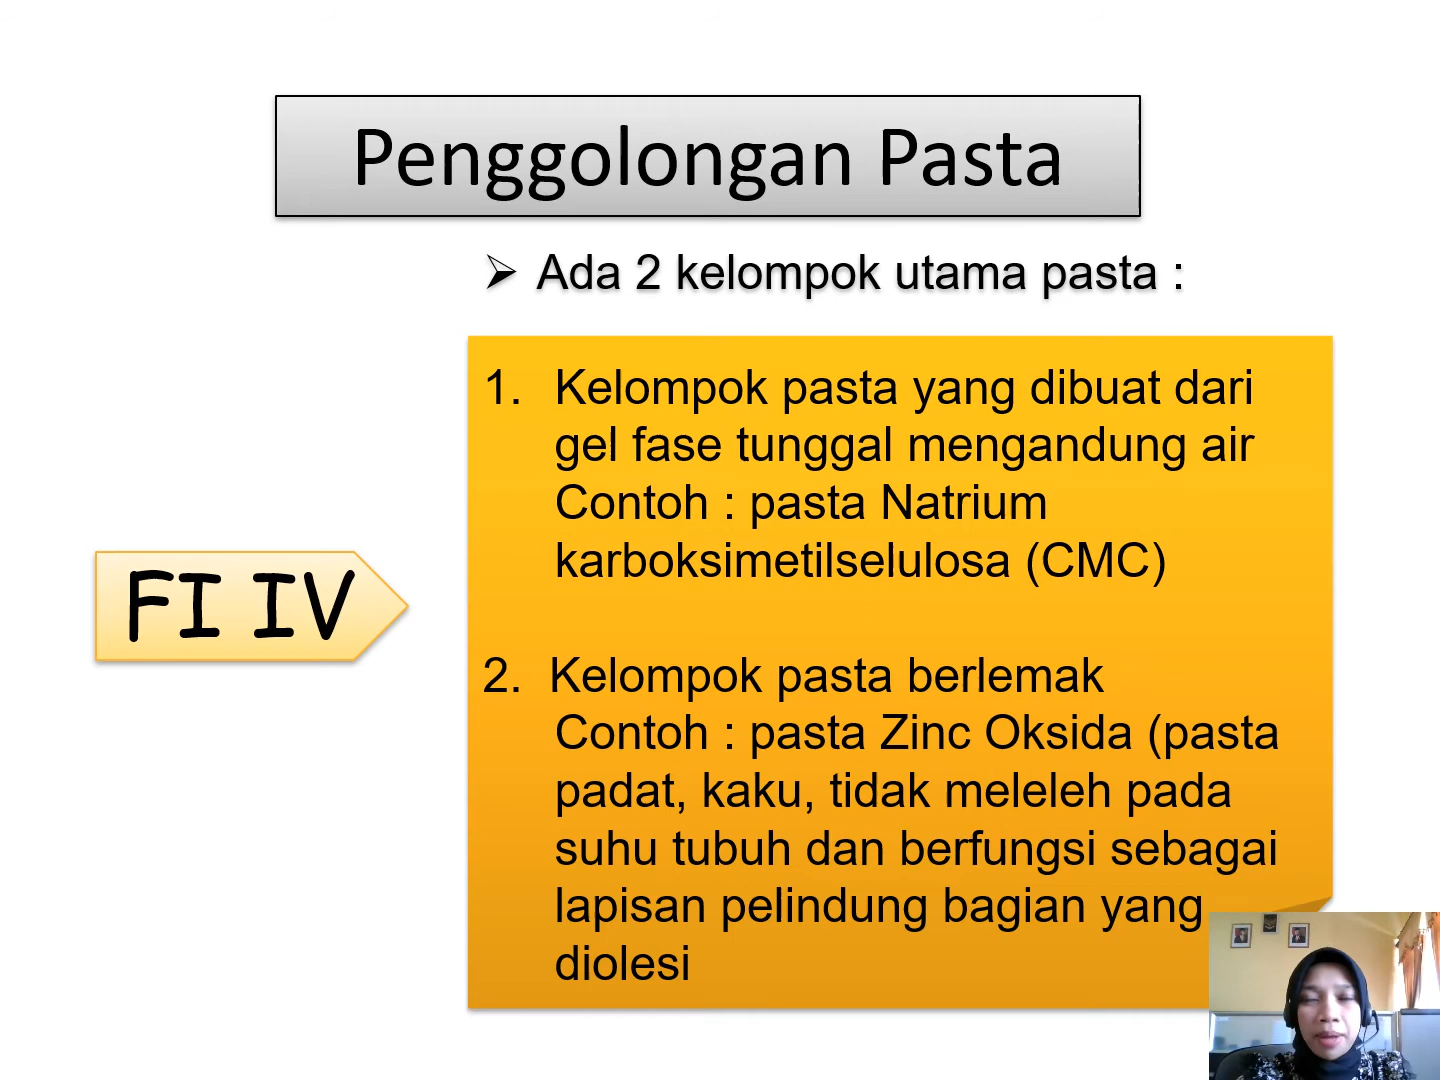 Penggolongan Pasta
➢ Ada 2 kelompok utama pasta :
1. Kelompok pasta yang dibuat dari
gel fase tunggal mengandung air
Contoh : pasta Natrium
karboksimetilselulosa (CMC)
FI IV
2. Kelompok pasta berlemak
Contoh : pasta Zinc Oksida (pasta
padat, kaku, tidak meleleh pada
suhu tubuh dan berfungsi sebagai
lapisan pelindung bagian yang
diolesi